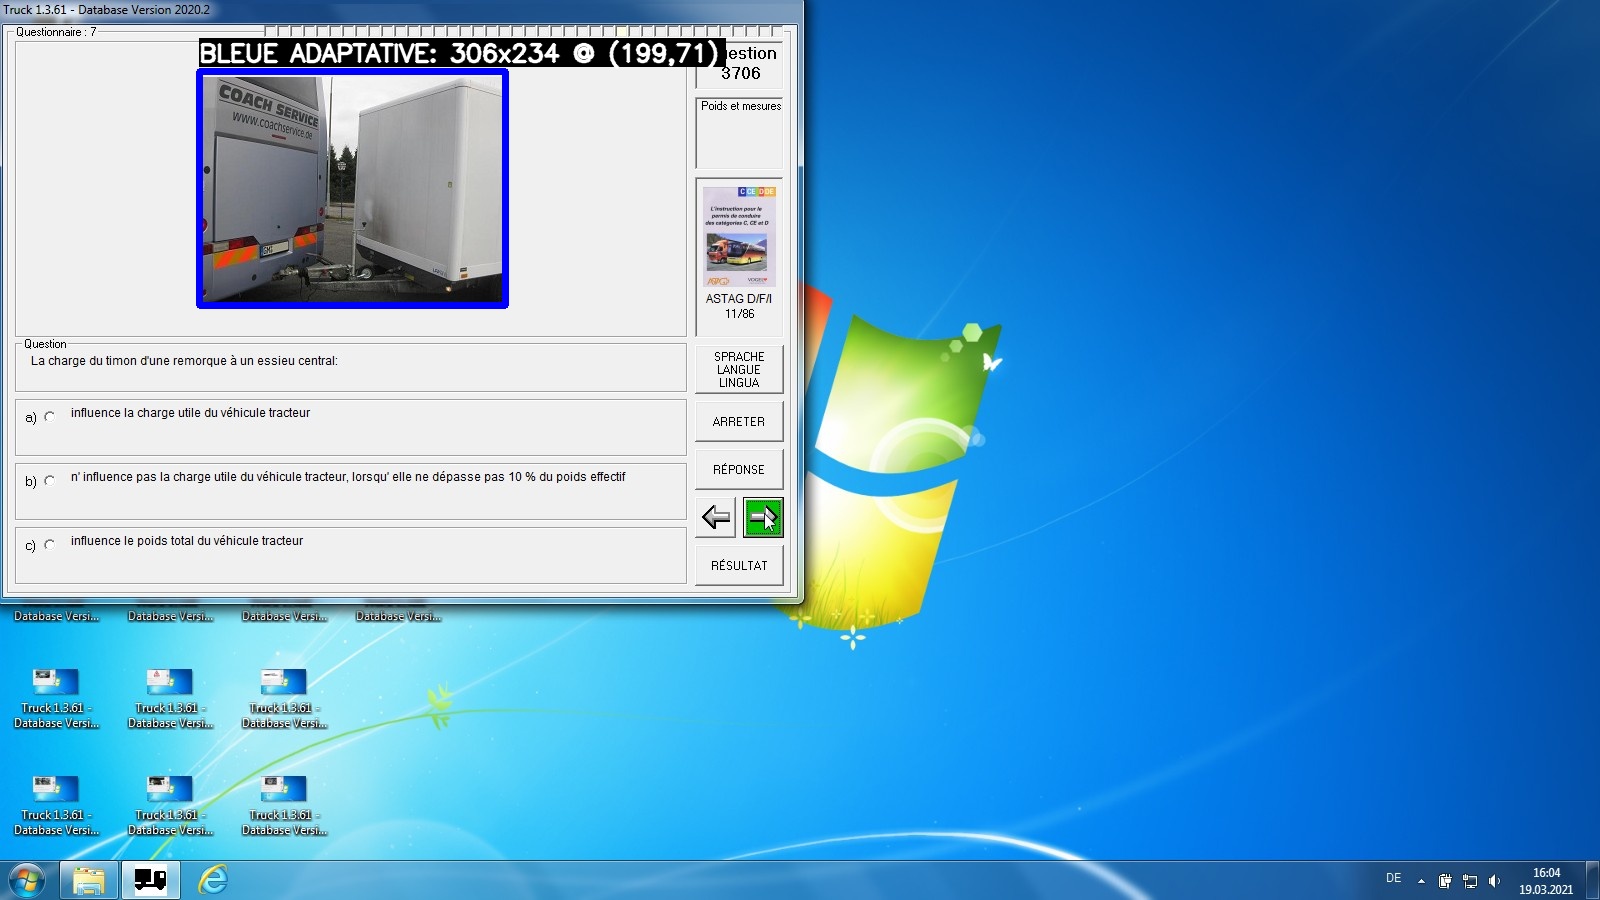 Truck 1.3.61 - Database Version 2020.2
Questionnaire : 7
BLEUE ADAPTATIVE: 306x234 @ (199,71)
estion
3706
COACH SERVICE
www.coachservice.de
Poids et mesures
C CE D DE
L'instruction pour le
permis de conduire
des catégories C, CE et D
ASTAG D/F/I
11/86
Question
La charge du timon d'une remorque à un essieu central:
SPRACHE
LANGUE
LINGUA
a) influence la charge utile du véhicule tracteur
ARRETER
b) n' influence pas la charge utile du véhicule tracteur, lorsqu' elle ne dépasse pas 10 % du poids effectif
RÉPONSE
c) influence le poids total du véhicule tracteur
RÉSULTAT
Database Versi...
Database Versi...
Database Versi...
Database Versi...
Truck 1.3.61 -
Database Versi...
Truck 1.3.61 -
Database Versi...
Truck 1.3.61 -
Database Versi...
Truck 1.3.61 -
Database Versi...
Truck 1.3.61 -
Database Versi...
Truck 1.3.61 -
Database Versi...
DE
16:04
19.03.2021